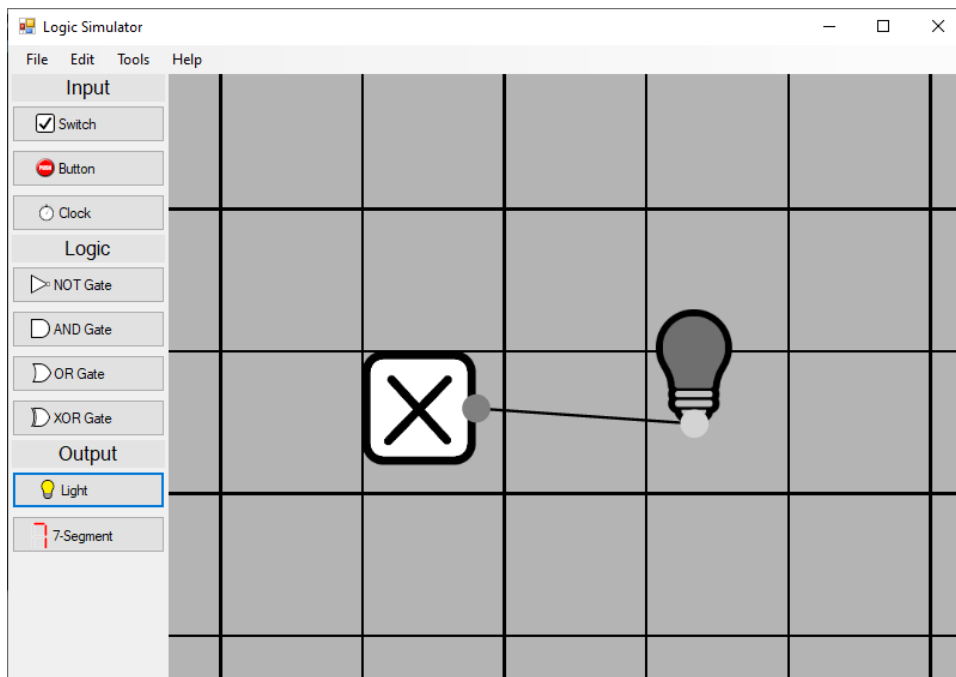 Logic Simulator
File Edit Tools Help
Input
Switch
Button
Clock
Logic
NOT Gate
AND Gate
OR Gate
XOR Gate
Output
Light
7-Segment